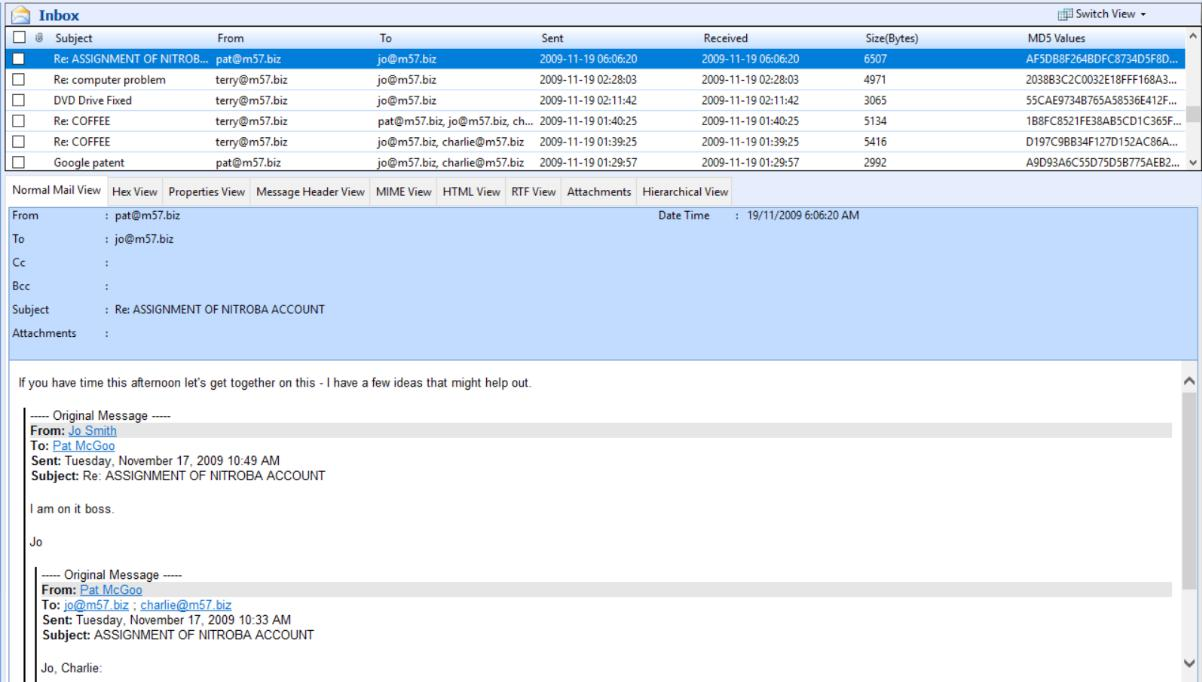 Inbox Switch View
Subject From To Sent Received Size(Bytes) MD5 Values
Re: ASSIGNMENT OF NITROB... pat@m57.biz jo@m57.biz 2009-11-19 06:06:20 2009-11-19 06:06:20 6507 AF5DB8F264BDFC8734D5F8D...
Re: computer problem terry@m57.biz jo@m57.biz 2009-11-19 02:28:03 2009-11-19 02:28:03 4971 2038B3C2C0032E18FFF168A3...
DVD Drive Fixed terry@m57.biz jo@m57.biz 2009-11-19 02:11:42 2009-11-19 02:11:42 3065 55CAE9734B765A58536E412F...
Re: COFFEE terry@m57.biz pat@m57.biz, jo@m57.biz, ch... 2009-11-19 01:40:25 2009-11-19 01:40:25 5134 1B8FC8521FE38AB5CD1C365F...
Re: COFFEE terry@m57.biz jo@m57.biz, charlie@m57.biz 2009-11-19 01:39:25 2009-11-19 01:39:25 5416 D197C9BB34F127D152AC86A...
Google patent pat@m57.biz jo@m57.biz, charlie@m57.biz 2009-11-19 01:29:57 2009-11-19 01:29:57 2992 A9D93A6C55D75D5B775AEB2...
Normal Mail View Hex View Properties View Message Header View MIME View HTML View RTF View Attachments Hierarchical View
From : pat@m57.biz Date Time : 19/11/2009 6:06:20 AM
To : jo@m57.biz
Cc :
Bcc :
Subject : Re: ASSIGNMENT OF NITROBA ACCOUNT
Attachments :
If you have time this afternoon let's get together on this - I have a few ideas that might help out.
----- Original Message -----
From: Jo Smith
To: Pat McGoo
Sent: Tuesday, November 17, 2009 10:49 AM
Subject: Re: ASSIGNMENT OF NITROBA ACCOUNT
I am on it boss.
Jo
----- Original Message -----
From: Pat McGoo
To: jo@m57.biz ; charlie@m57.biz
Sent: Tuesday, November 17, 2009 10:33 AM
Subject: ASSIGNMENT OF NITROBA ACCOUNT
Jo, Charlie: